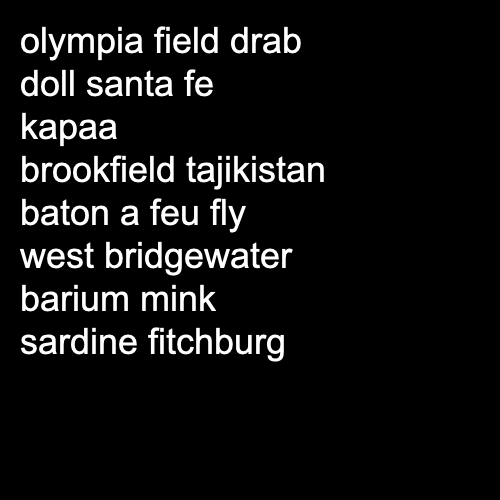 olympia field drab
doll santa fe
kapaa
brookfield tajikistan
baton a feu fly
west bridgewater
barium mink
sardine fitchburg